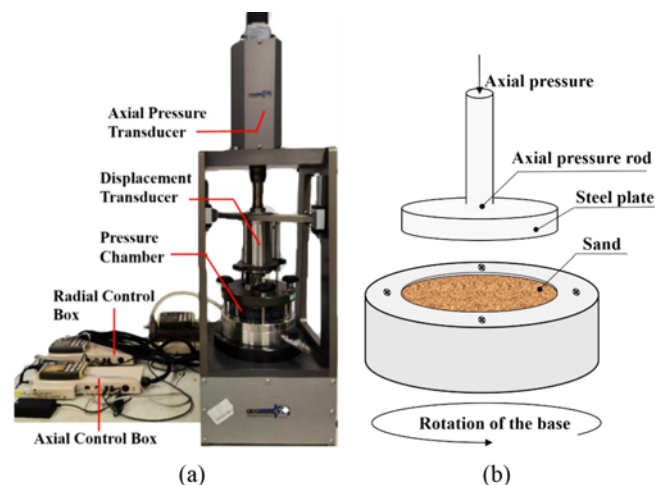 Axial Pressure
Transducer
Displacement
Transducer
Pressure
Chamber
Radial Control
Box
Axial Control Box
(a)
Axial pressure
Axial pressure rod
Steel plate
Sand
Rotation of the base
(b)